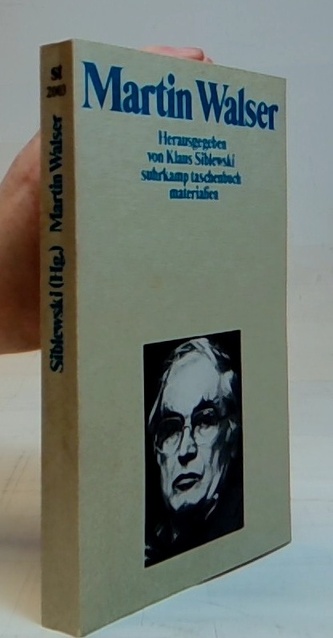 Martin Walser
Herausgegeben
von Klaus Siblewski
suhrkamp taschenbuch
materialien
st
2003
Siblewski (Hg.) Martin Walser